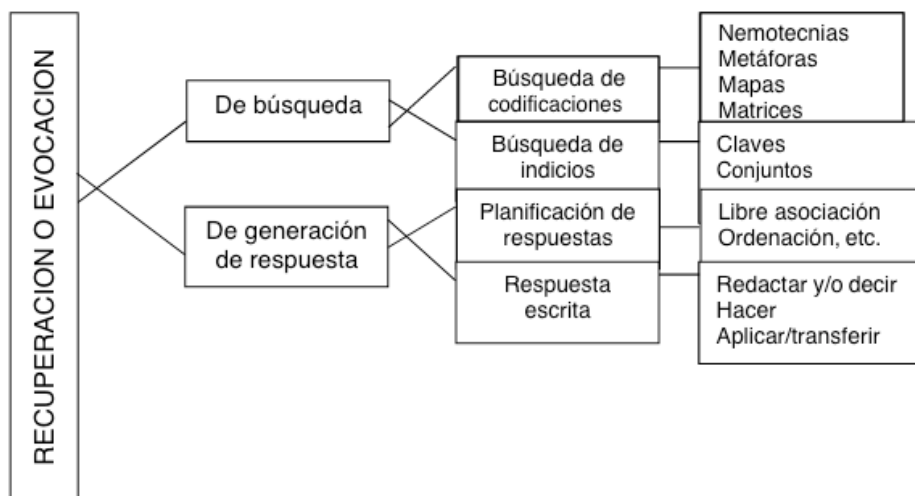 RECUPERACION O EVOCACION
De búsqueda
De generación
de respuesta
Búsqueda de
codificaciones
Búsqueda de
indicios
Planificación de
respuestas
Respuesta
escrita
Nemotecnias
Metáforas
Mapas
Matrices
Claves
Conjuntos
Libre asociación
Ordenación, etc.
Redactar y/o decir
Hacer
Aplicar/transferir